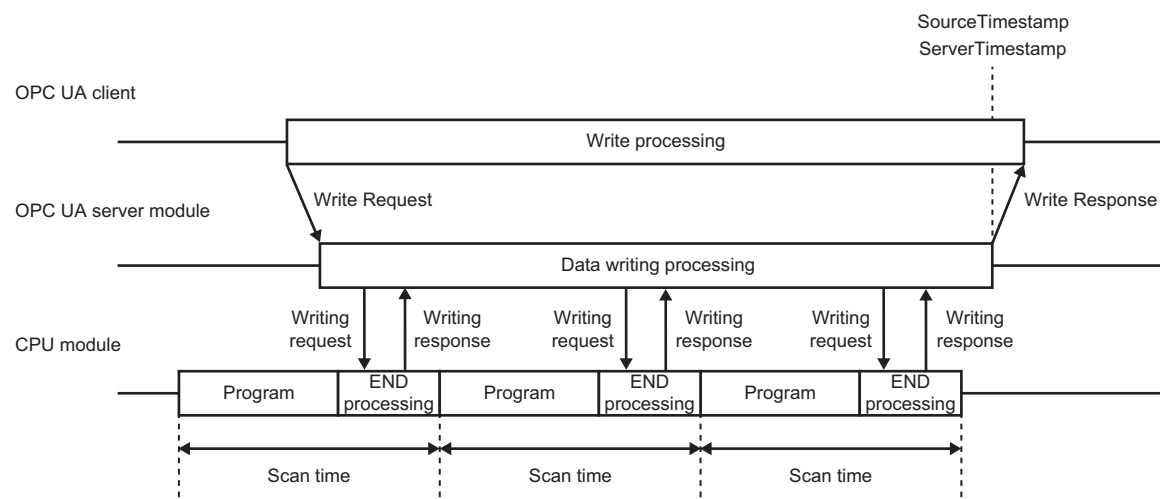 SourceTimestamp
ServerTimestamp
OPC UA client
Write processing
Write Request
Write Response
OPC UA server module
Data writing processing
Writing
request
Writing
response
Writing
request
Writing
response
Writing
request
Writing
response
CPU module
Program
END
processing
Program
END
processing
Program
END
processing
Scan time
Scan time
Scan time